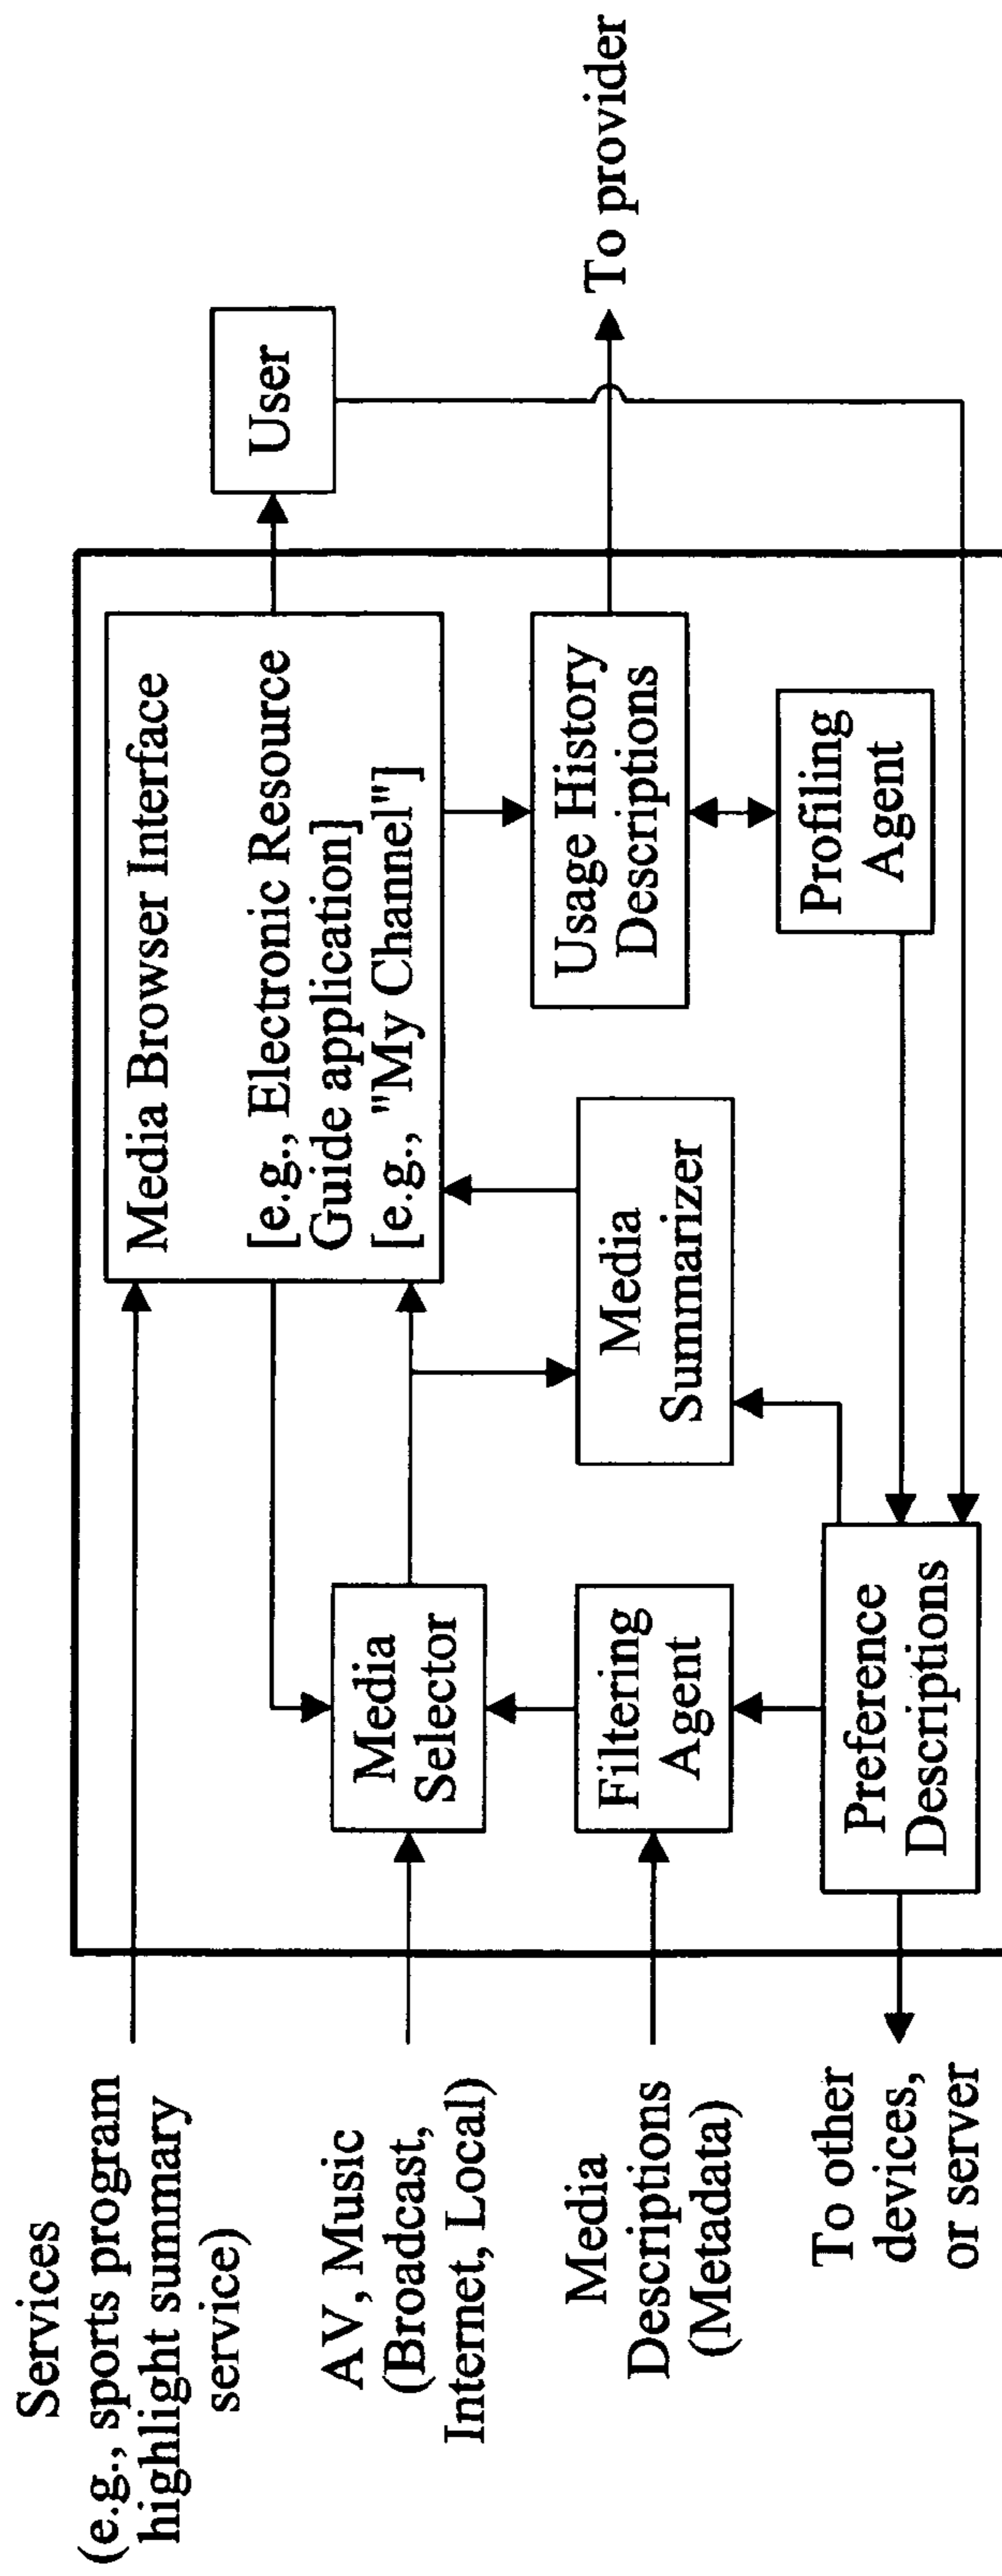 Services
(e.g., sports program
highlight summary
service)
AV, Music
(Broadcast,
Internet, Local)
Media
Descriptions
(Metadata)
To other
devices,
or server
Media Browser Interface
[e.g., Electronic Resource
Guide application]
[e.g., "My Channel"]
Media
Selector
Filtering
Agent
Preference
Descriptions
Media
Summarizer
Usage History
Descriptions
Profiling
Agent
User
To provider